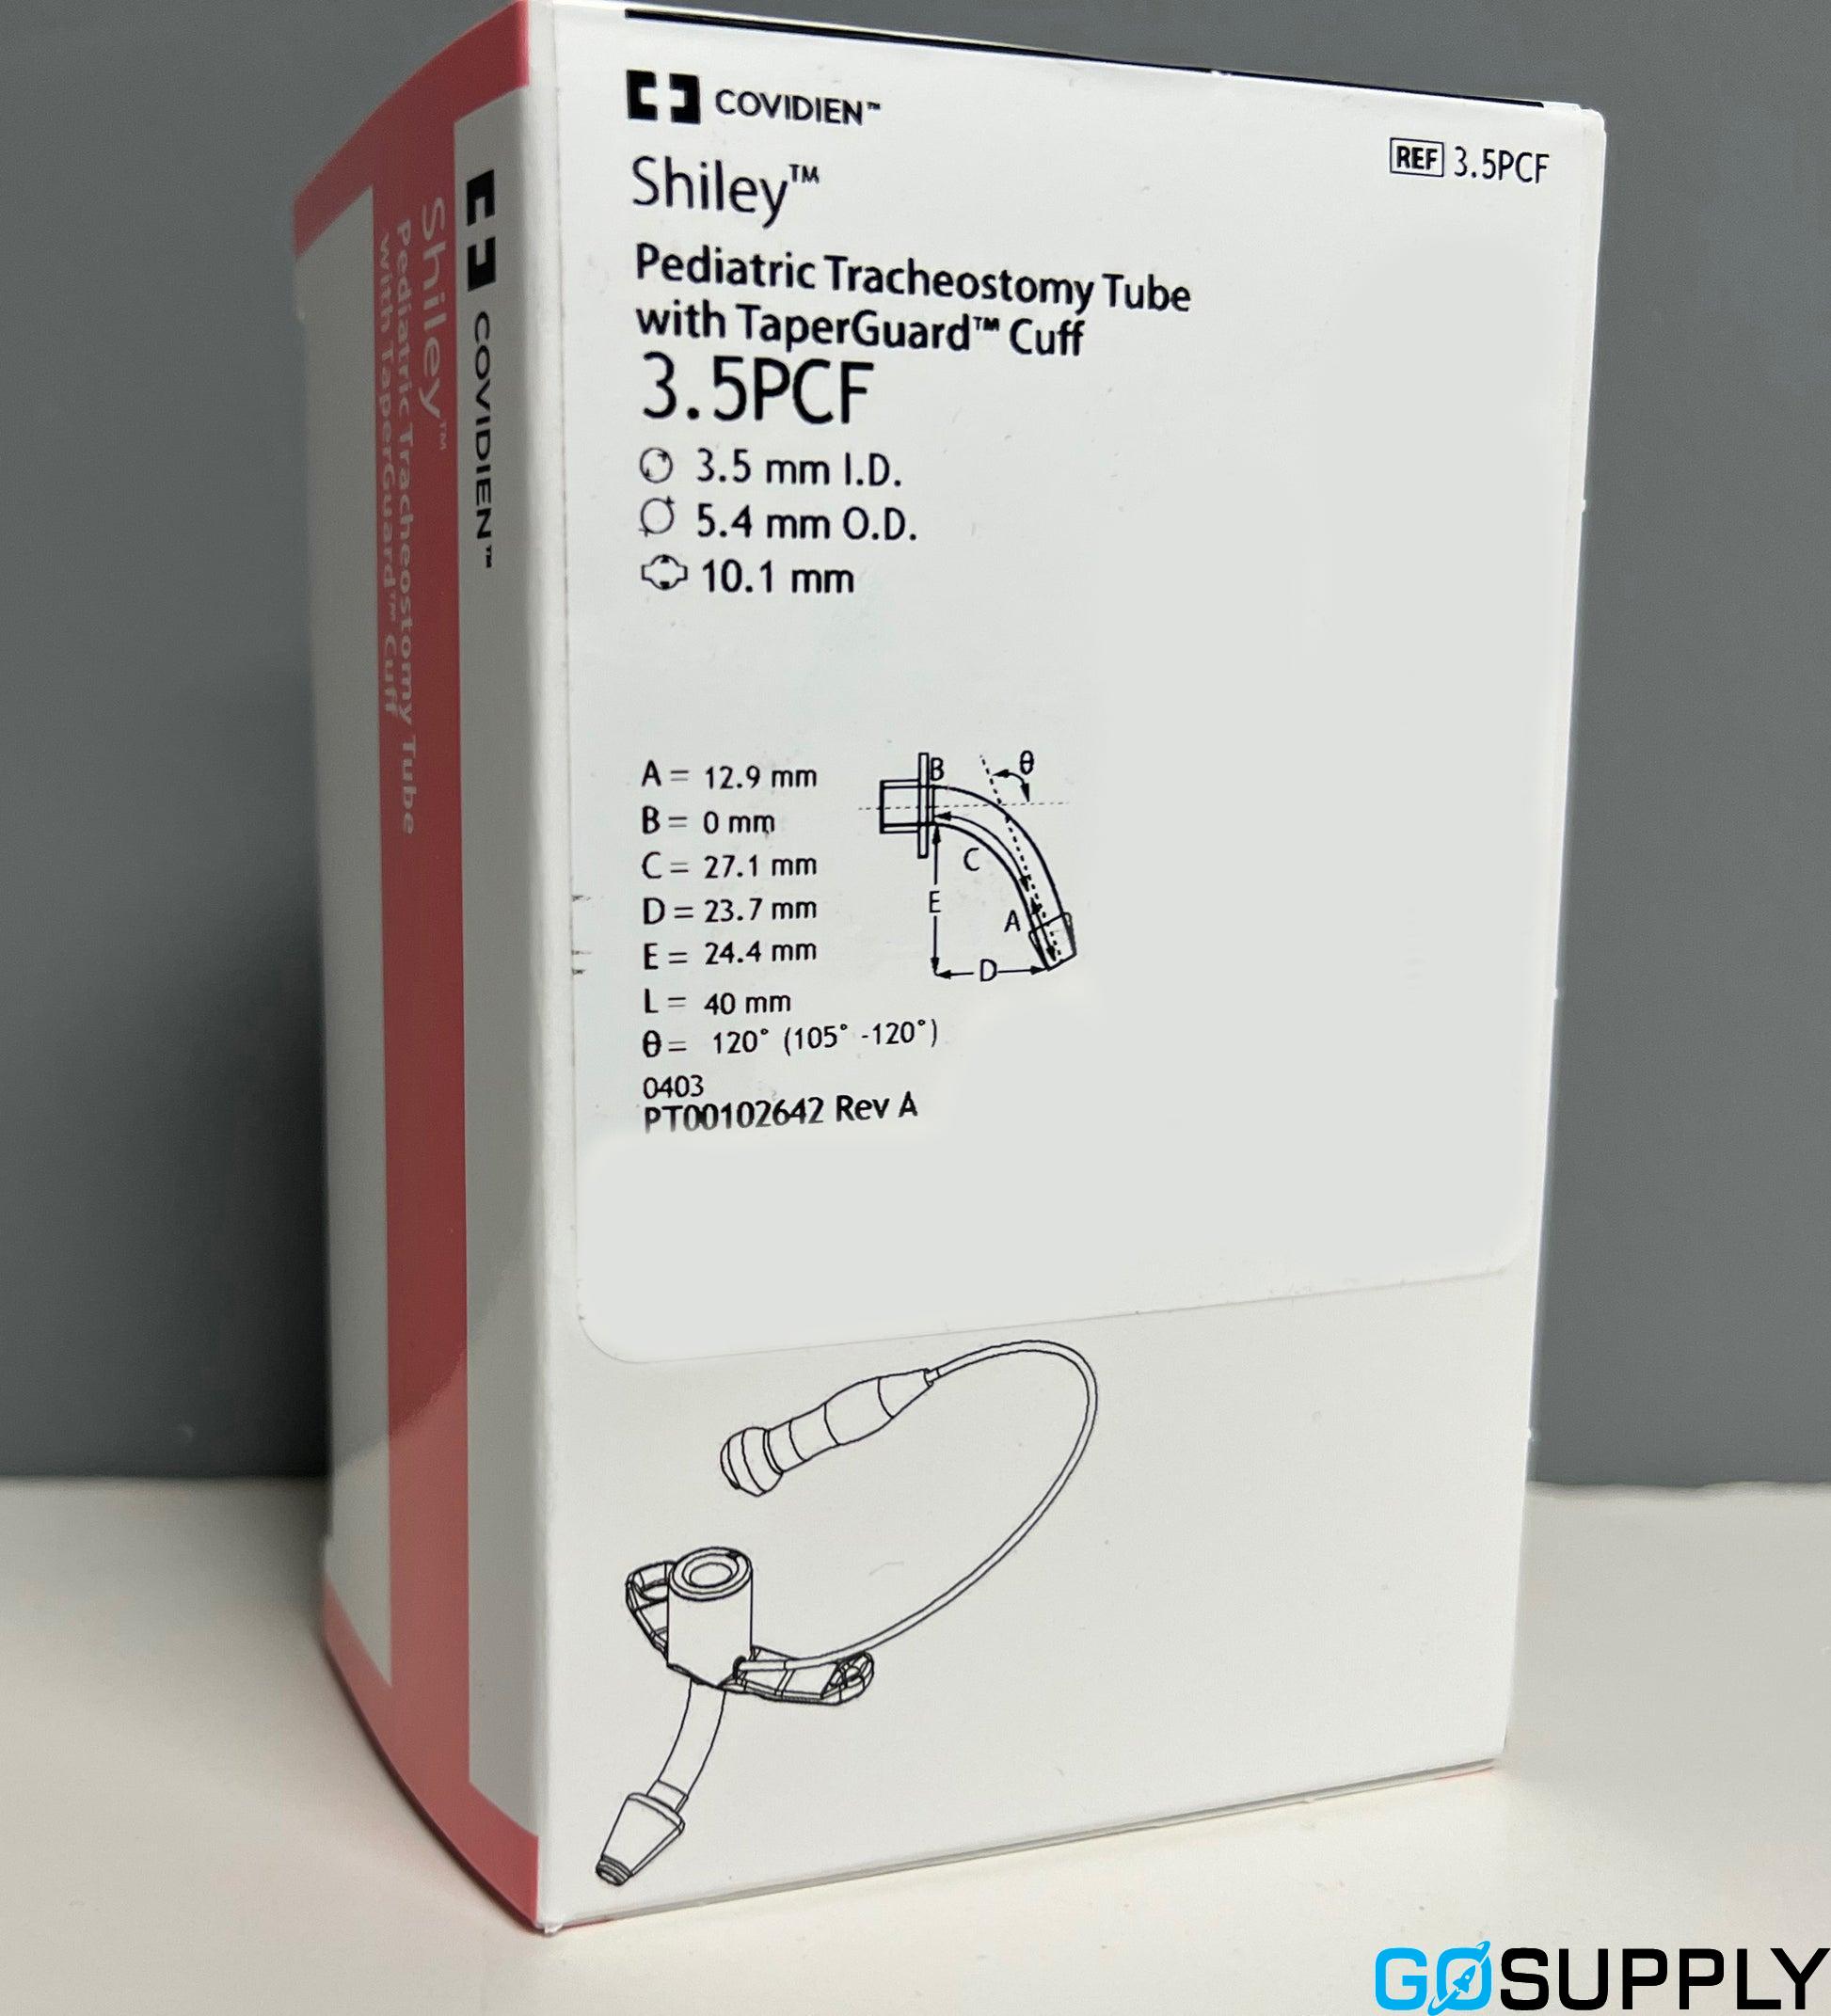 COVIDIEN™
REF 3.5PCF
Shiley™
Pediatric Tracheostomy Tube
with TaperGuard™ Cuff
3.5PCF
3.5 mm I.D.
5.4 mm O.D.
10.1 mm
A = 12.9 mm
B = 0 mm
C = 27.1 mm
D = 23.7 mm
E = 24.4 mm
L = 40 mm
θ = 120° (105° -120°)
B
θ
C
E
A
D
0403
PT00102642 Rev A
COVIDIEN™
Shiley™
Pediatric Tracheostomy Tube
with TaperGuard™ Cuff
GOSUPPLY